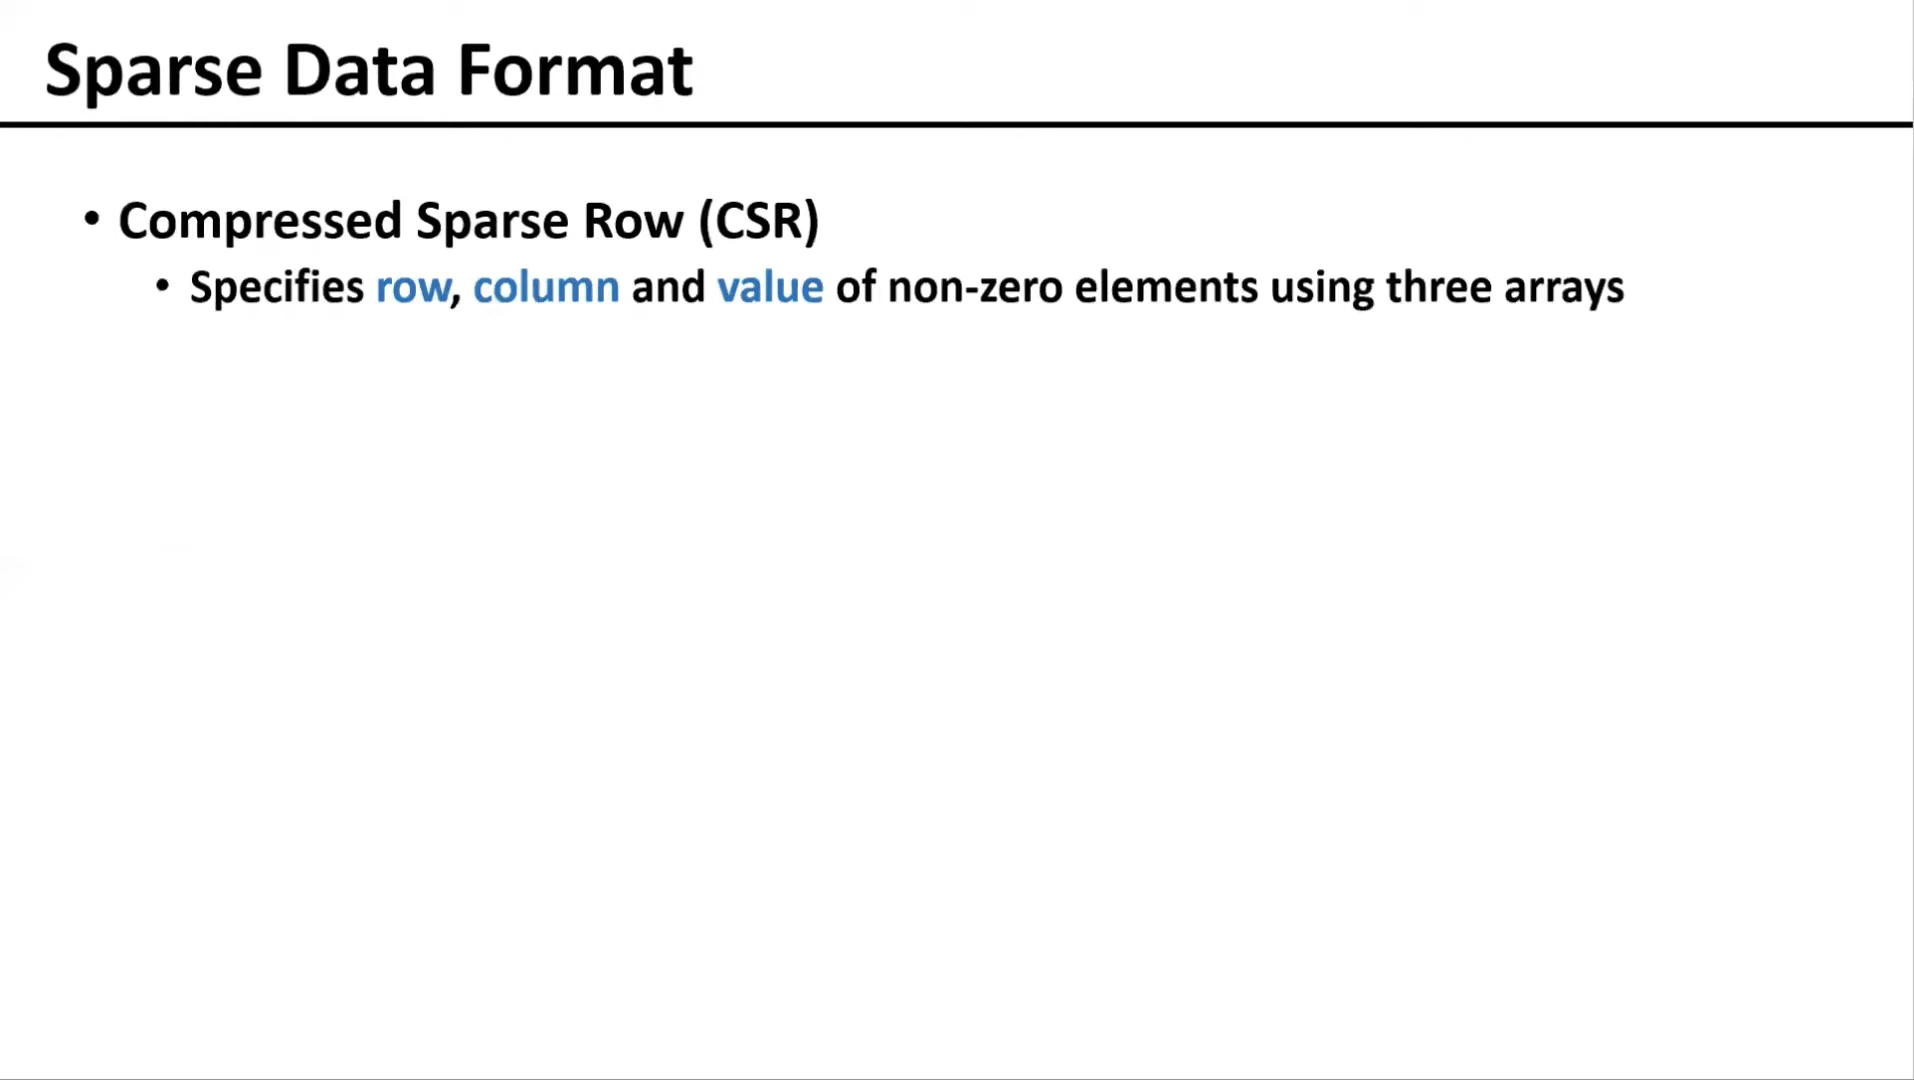 Sparse Data Format
• Compressed Sparse Row (CSR)
• Specifies row, column and value of non-zero elements using three arrays